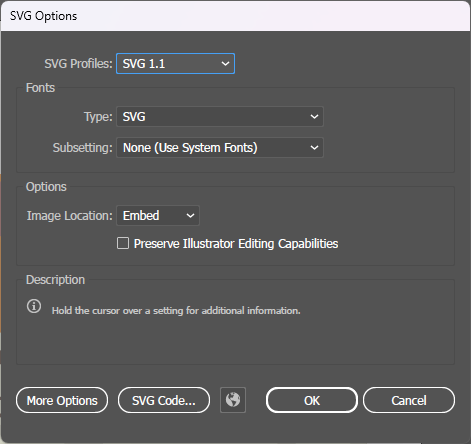 SVG Options
SVG Profiles: SVG 1.1
Fonts
Type: SVG
Subsetting: None (Use System Fonts)
Options
Image Location: Embed
Preserve Illustrator Editing Capabilities
Description
Hold the cursor over a setting for additional information.
More Options SVG Code... OK Cancel